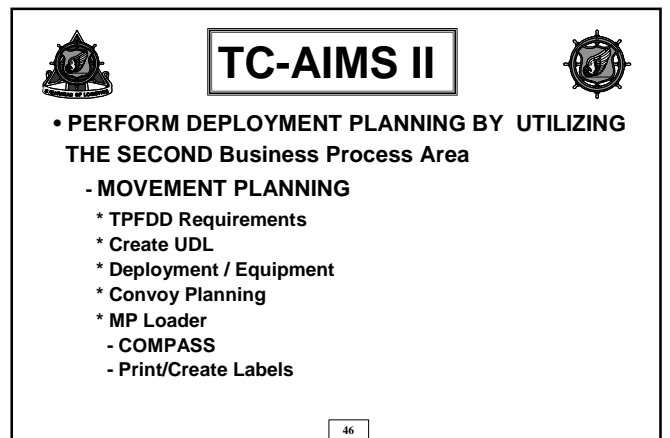 TC-AIMS II
• PERFORM DEPLOYMENT PLANNING BY UTILIZING
THE SECOND Business Process Area
- MOVEMENT PLANNING
* TPFDD Requirements
* Create UDL
* Deployment / Equipment
* Convoy Planning
* MP Loader
- COMPASS
- Print/Create Labels
46